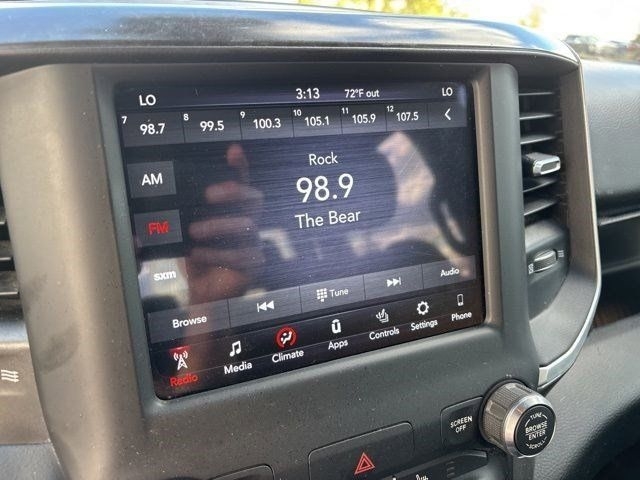 LO 3:13 72°F out LO
7 98.7 8 99.5 9 100.3 10 105.1 11 105.9 12 107.5
AM
Rock
98.9
FM
The Bear
sxm
Browse Tune Audio
Radio Media Climate Apps Controls Settings Phone
SCREEN
OFF
TUNE
BROWSE
ENTER
SCROLL